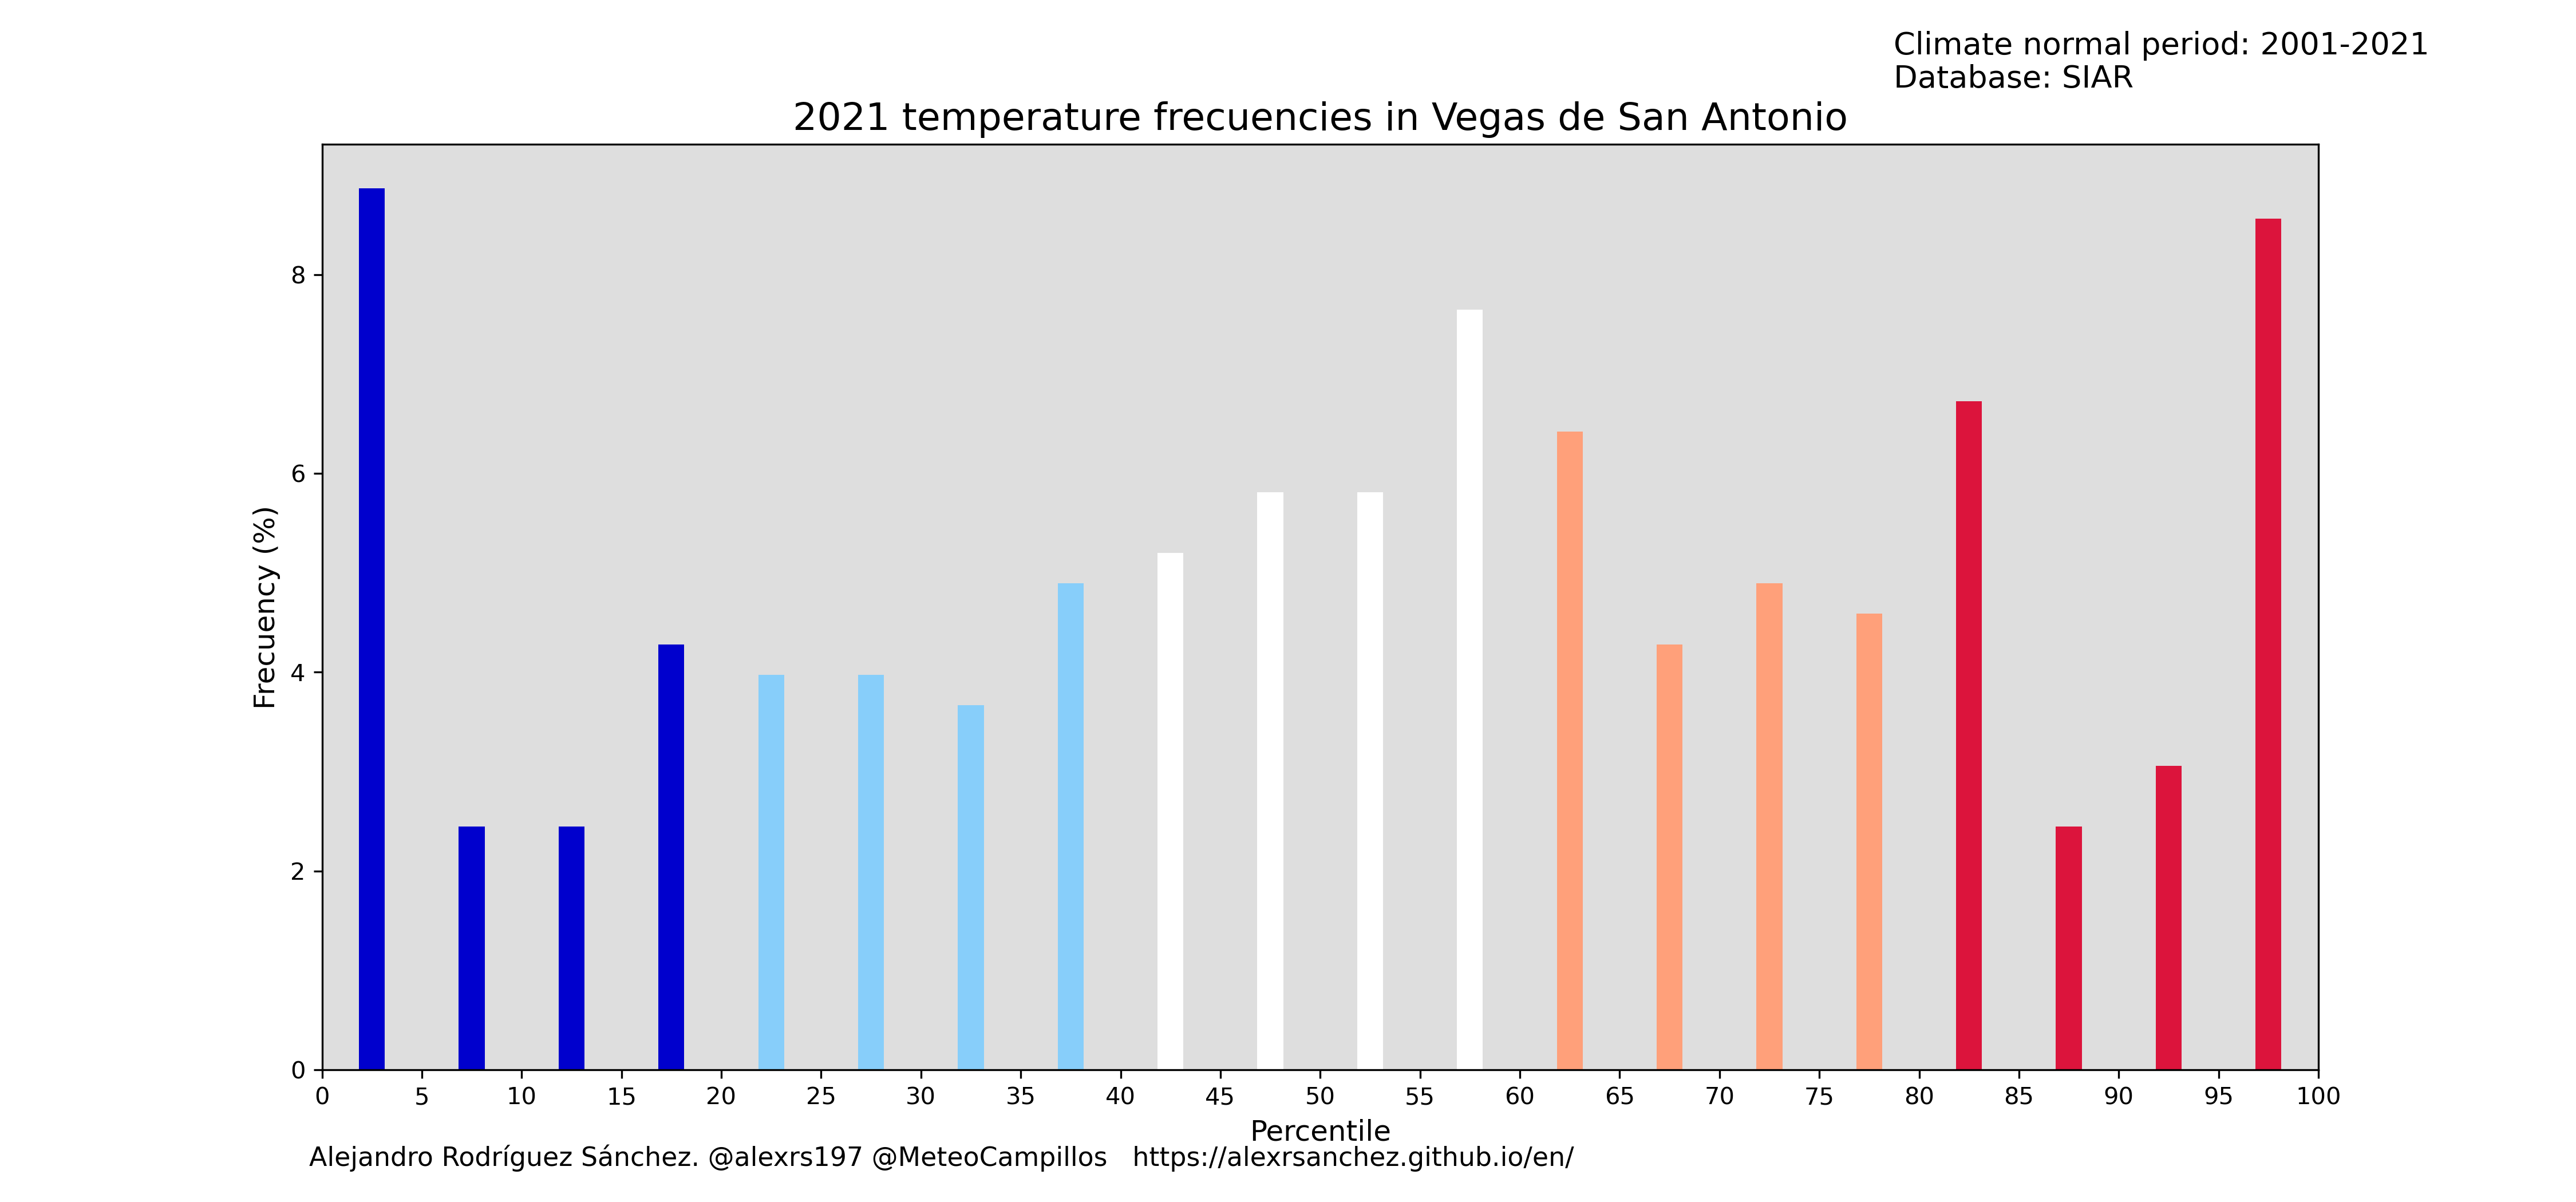 Climate normal period: 2001-2021
Database: SIAR
2021 temperature frecuencies in Vegas de San Antonio
Frecuency (%)
8
6
4
2
0
0 5 10 15 20 25 30 35 40 45 50 55 60 65 70 75 80 85 90 95 100
Percentile
Alejandro Rodríguez Sánchez. @alexrs197 @MeteoCampillos https://alexrsanchez.github.io/en/